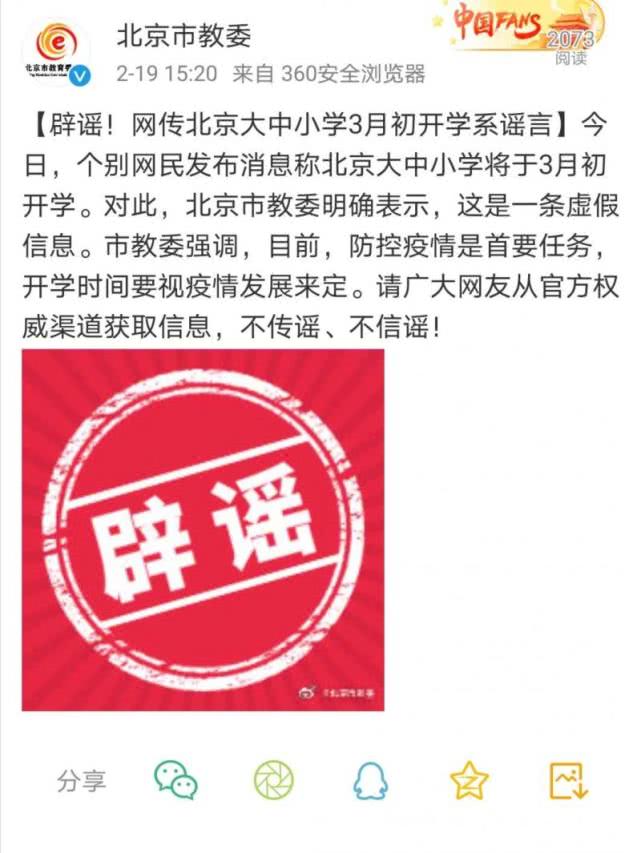 北京市教委
2-19 15:20 来自 360安全浏览器
中国FANS
2073
阅读
北京市教育委
【辟谣！网传北京大中小学3月初开学系谣言】今
日，个别网民发布消息称北京大中小学将于3月初
开学。对此，北京市教委明确表示，这是一条虚假
信息。市教委强调，目前，防控疫情是首要任务，
开学时间要视疫情发展来定。请广大网友从官方权
威渠道获取信息，不传谣、不信谣！
辟谣
@北京市教委
分享